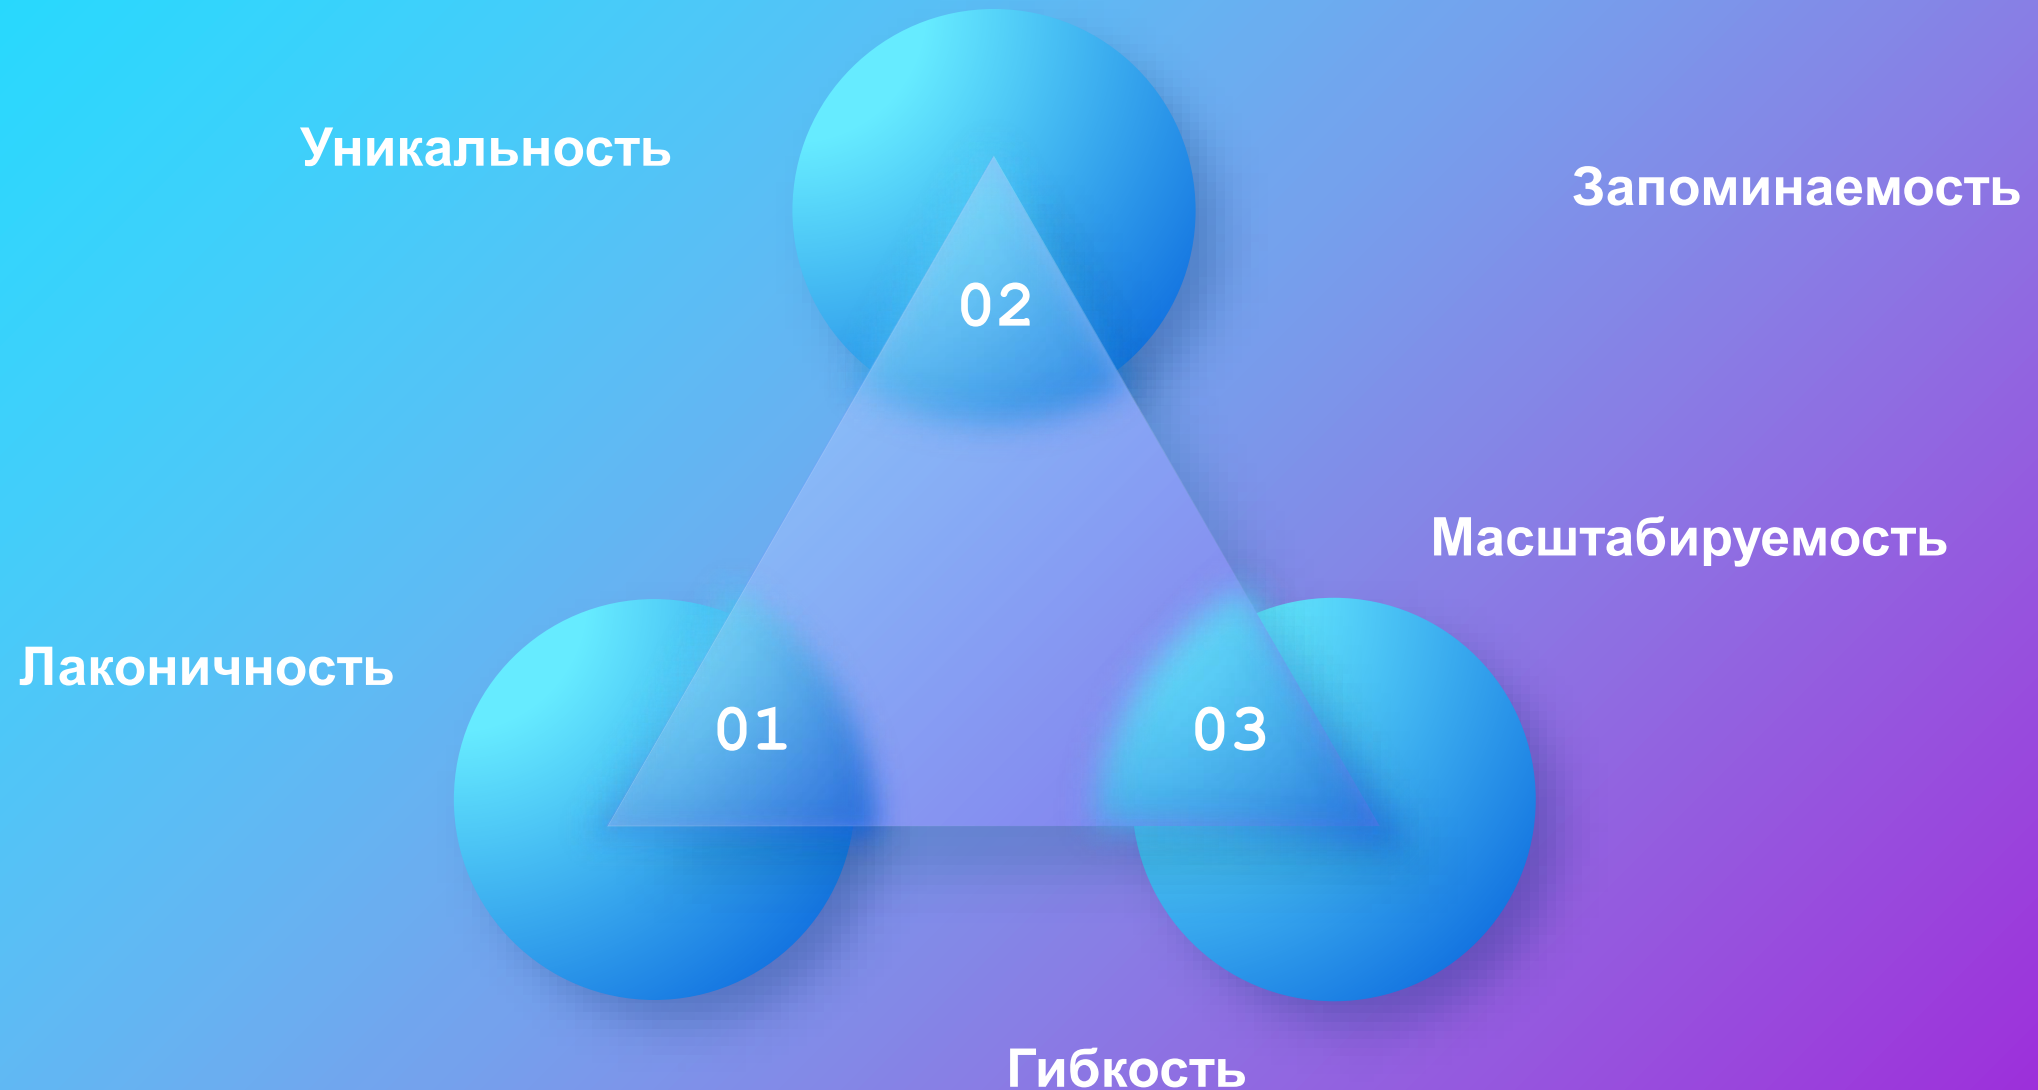 Уникальность
Запоминаемость
02
Масштабируемость
Лаконичность
01
03
Гибкость